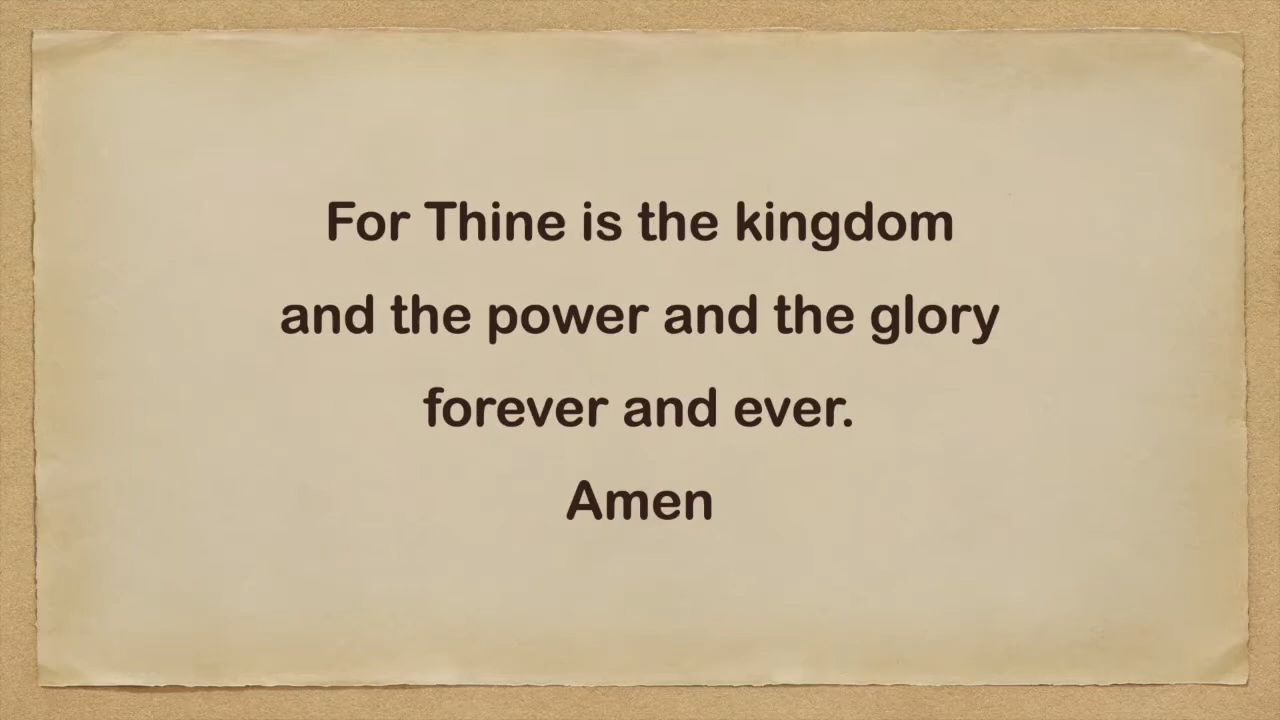 For Thine is the kingdom
and the power and the glory
forever and ever.
Amen